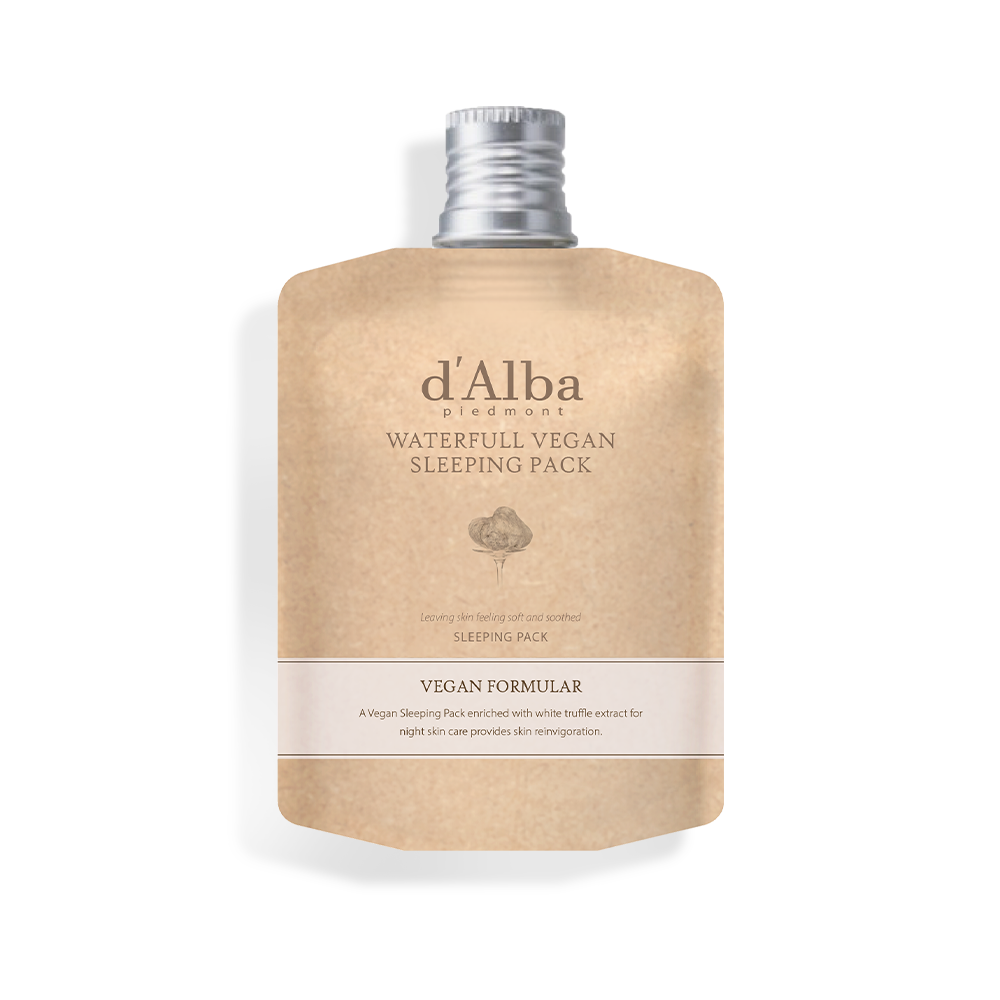 d'Alba
piedmont
WATERFULL VEGAN
SLEEPING PACK
Leaving skin feeling soft and soothed
SLEEPING PACK
VEGAN FORMULAR
A Vegan Sleeping Pack enriched with white truffle extract for
night skin care provides skin reinvigoration.